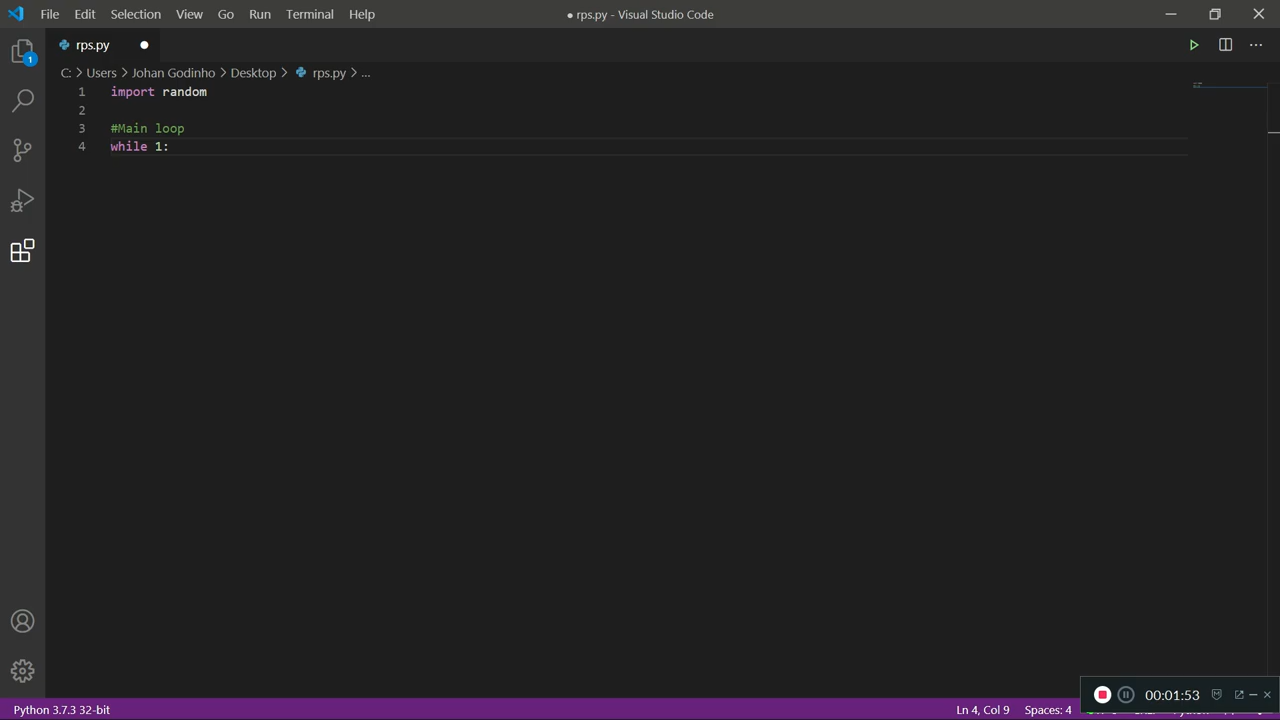 File Edit Selection View Go Run Terminal Help
● rps.py - Visual Studio Code
rps.py
1
C: > Users > Johan Godinho > Desktop > rps.py > ...
1 import random
2
3 #Main loop
4 while 1:
00:01:53
Python 3.7.3 32-bit
Ln 4, Col 9 Spaces: 4